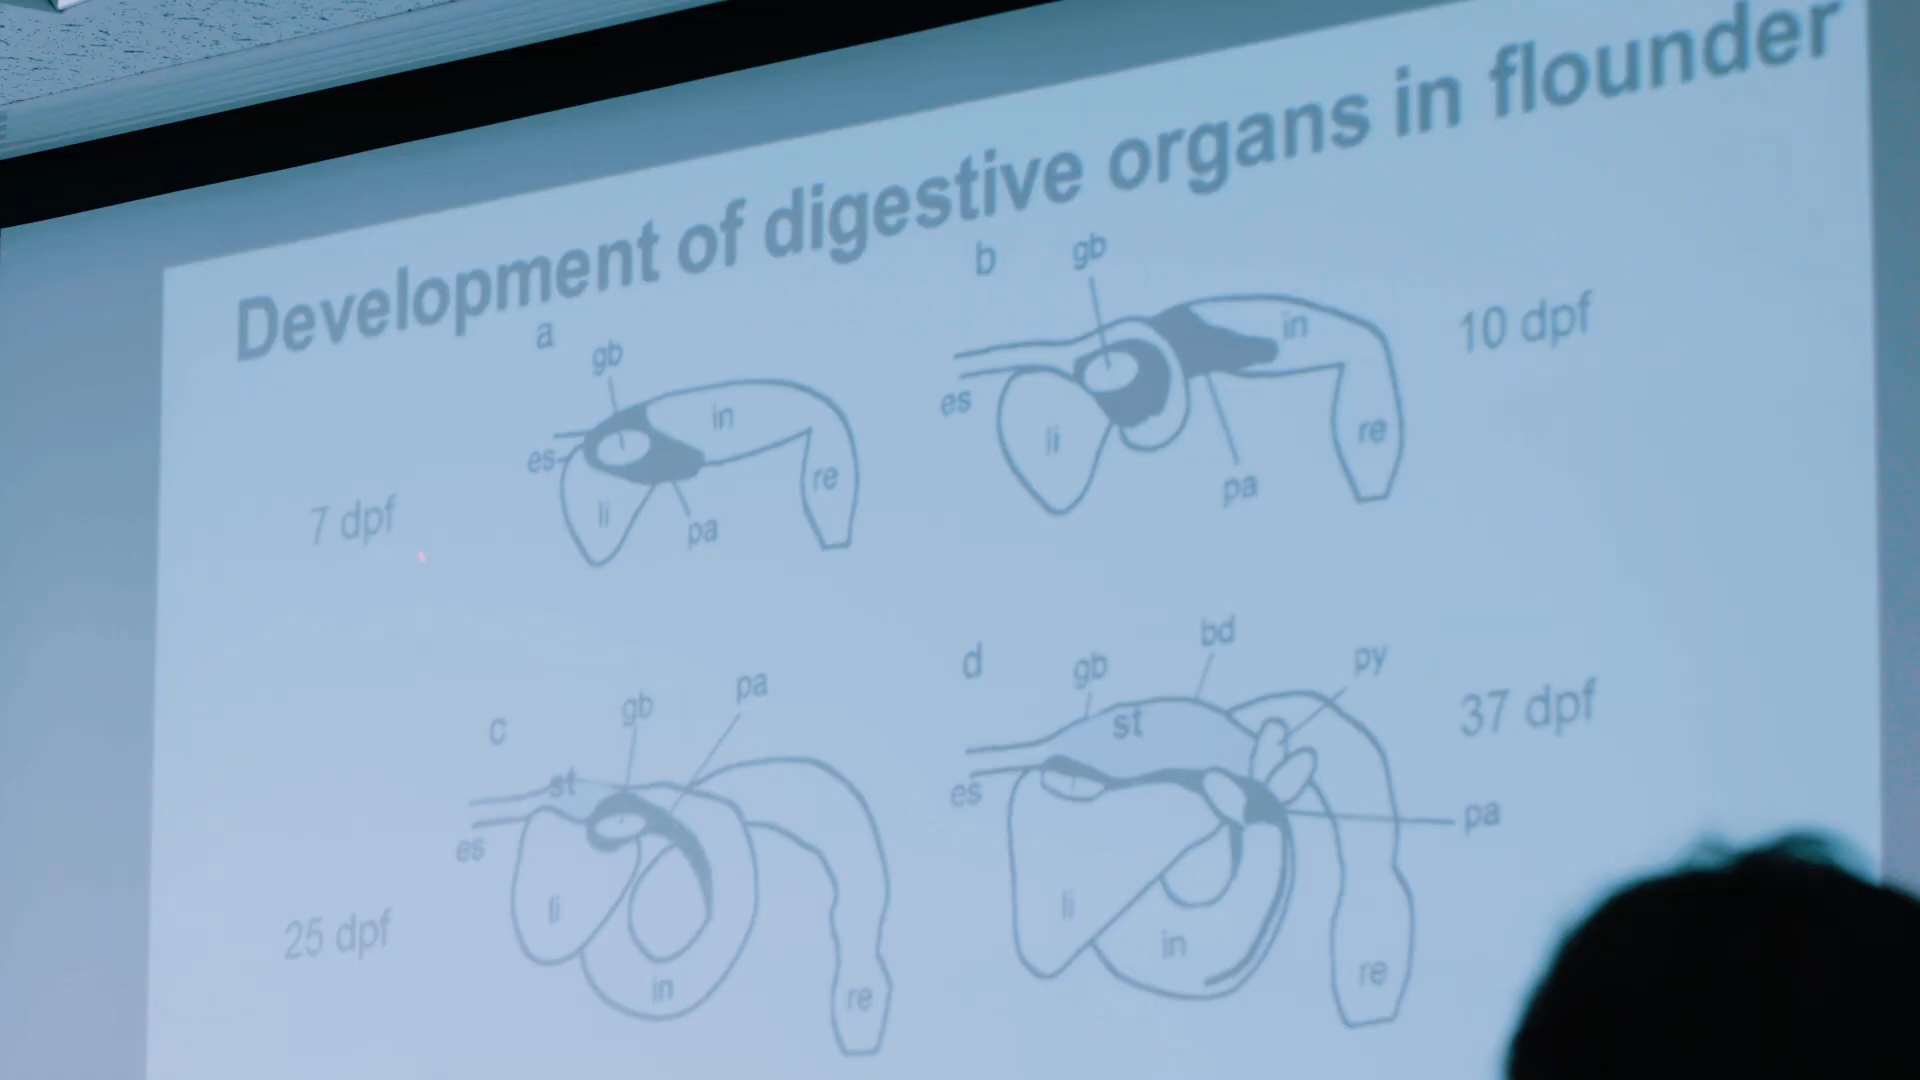 Development of digestive organs in flounder
a
gb
in
es
re
li
pa
7 dpf
b
gb
in
10 dpf
es
li
re
pa
c
gb
pa
st
es
li
in
re
25 dpf
d
gb
bd
py
st
37 dpf
es
pa
li
in
re